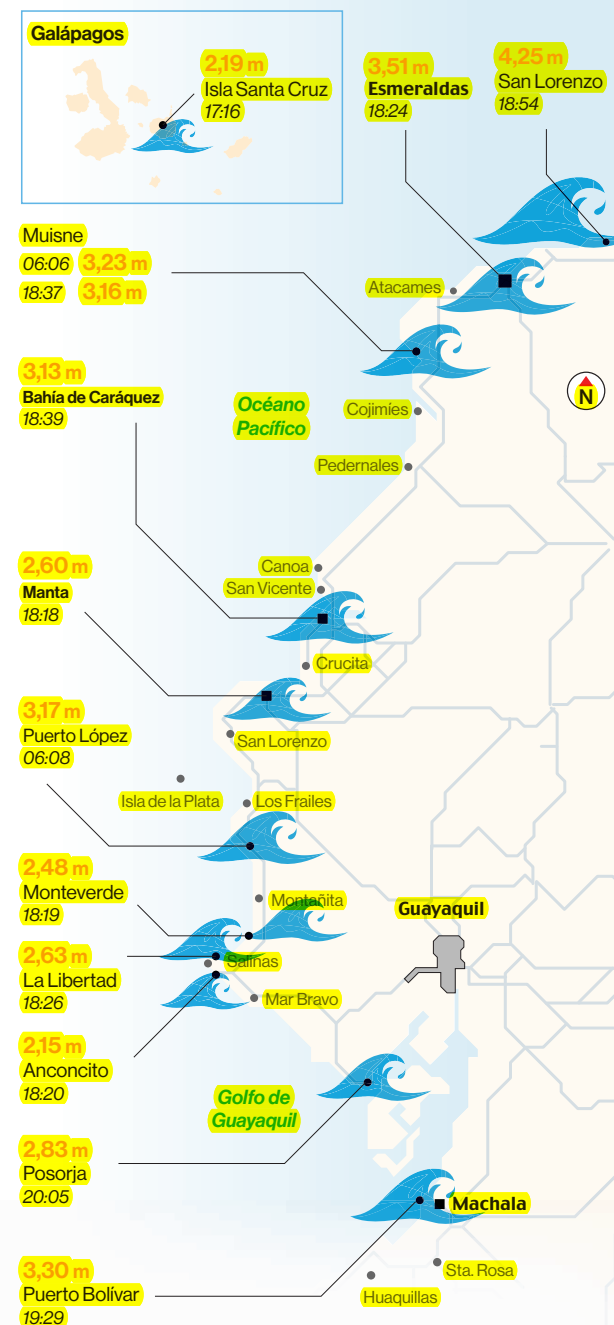 Galápagos
2,19 m
Isla Santa Cruz
17:16
3,51 m
Esmeraldas
18:24
4,25 m
San Lorenzo
18:54
Muisne
06:06 3,23 m
18:37 3,16 m
Atacames
3,13 m
Bahía de Caráquez
18:39
Océano
Pacífico
N
Cojimíes
Pedernales
2,60 m
Manta
18:18
Canoa
San Vicente
Crucita
3,17 m
Puerto López
06:08
San Lorenzo
Isla de la Plata
Los Frailes
2,48 m
Monteverde
18:19
Montañita
Guayaquil
2,63 m
La Libertad
18:26
Salinas
Mar Bravo
2,15 m
Anconcito
18:20
Golfo de
Guayaquil
2,83 m
Posorja
20:05
Machala
3,30 m
Puerto Bolívar
19:29
Sta. Rosa
Huaquillas